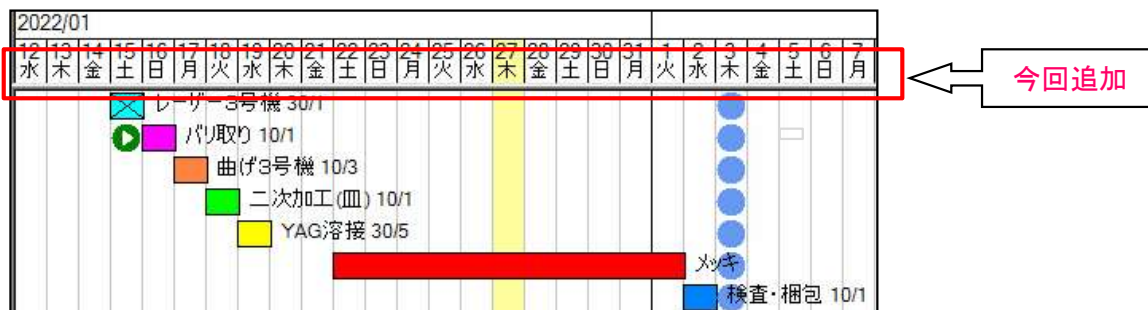 2022/01
12 13 14 15 16 17 18 19 20 21 22 23 24 25 26 27 28 29 30 31 1 2 3 4 5 6 7
水 木 金 土 日 月 火 水 木 金 土 日 月 火 水 木 金 土 日 月 火 水 木 金 土 日 月
今回追加
レーザー3号機 30/1
バリ取り 10/1
曲げ3号機 10/3
二次加工(皿) 10/1
YAG溶接 30/5
メッキ
検査・梱包 10/1